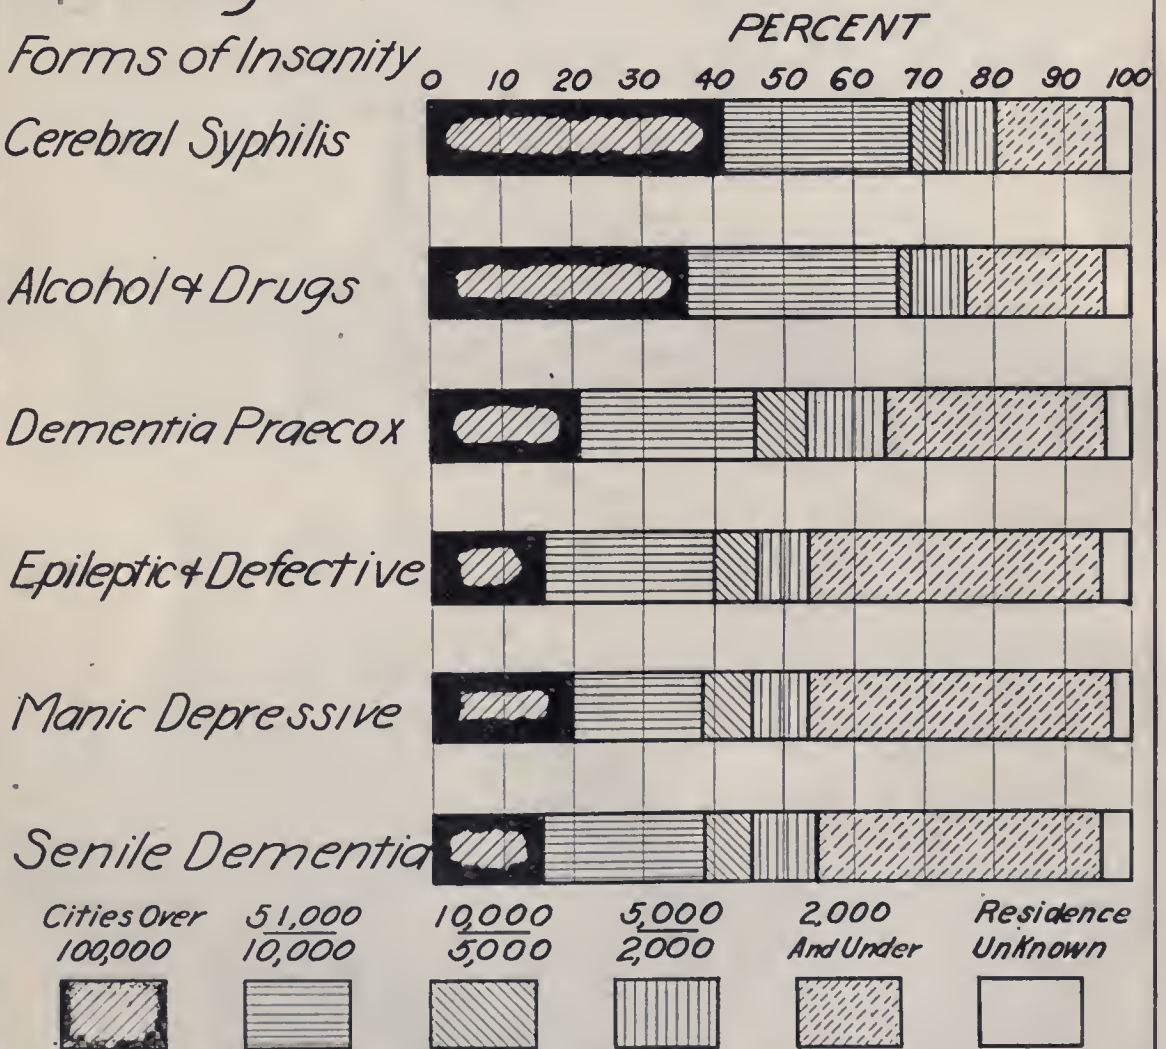 PERCENT
Forms of Insanity
0 10 20 30 40 50 60 70 80 90 100
Cerebral Syphilis
Alcohol & Drugs
Dementia Praecox
Epileptic & Defective
Manic Depressive
Senile Dementia
Cities Over 100,000
51,000
10,000
10,000
5,000
5,000
2,000
2,000 And Under
Residence UnKnown